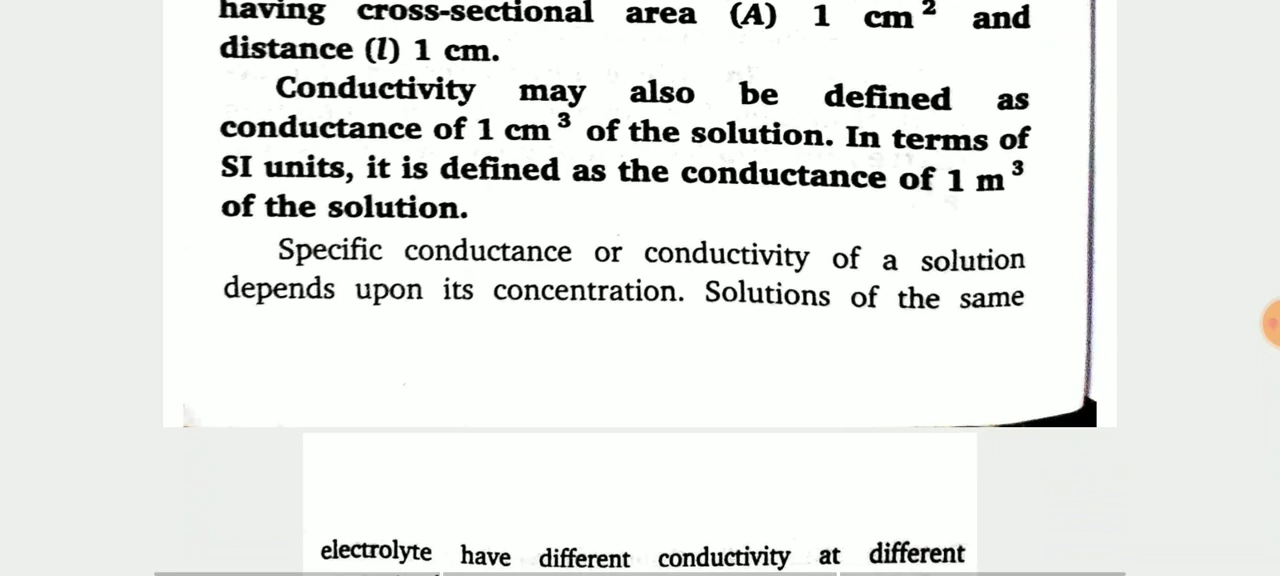 having cross-sectional area (A) 1 cm² and
distance (l) 1 cm.
Conductivity may also be defined as
conductance of 1 cm³ of the solution. In terms of
SI units, it is defined as the conductance of 1 m³
of the solution.
Specific conductance or conductivity of a solution
depends upon its concentration. Solutions of the same
electrolyte have different conductivity at different